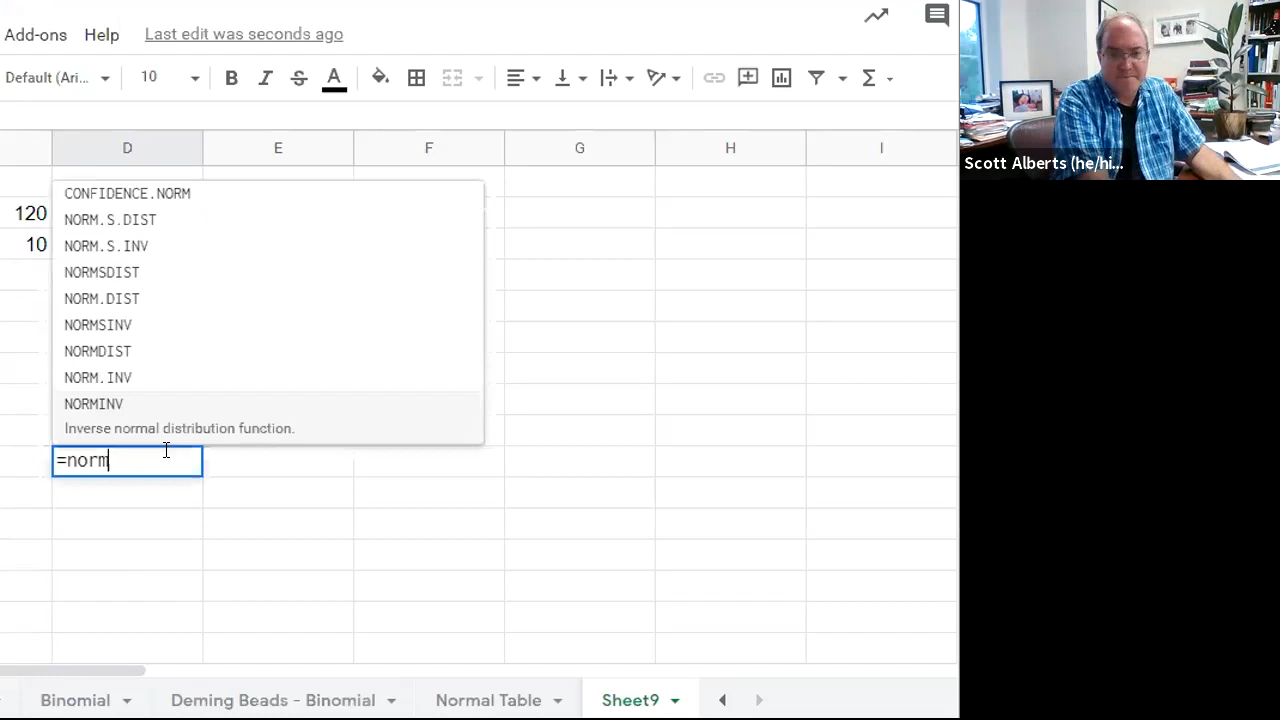 Add-ons Help Last edit was seconds ago
Default (Ari... 10 B I S A Σ
D E F G H I
120
10
CONFIDENCE.NORM
NORM.S.DIST
NORM.S.INV
NORMSDIST
NORM.DIST
NORMSINV
NORMDIST
NORM.INV
NORMINV
Inverse normal distribution function.
=norm
Binomial Deming Beads - Binomial Normal Table Sheet9
Scott Alberts (he/hi...